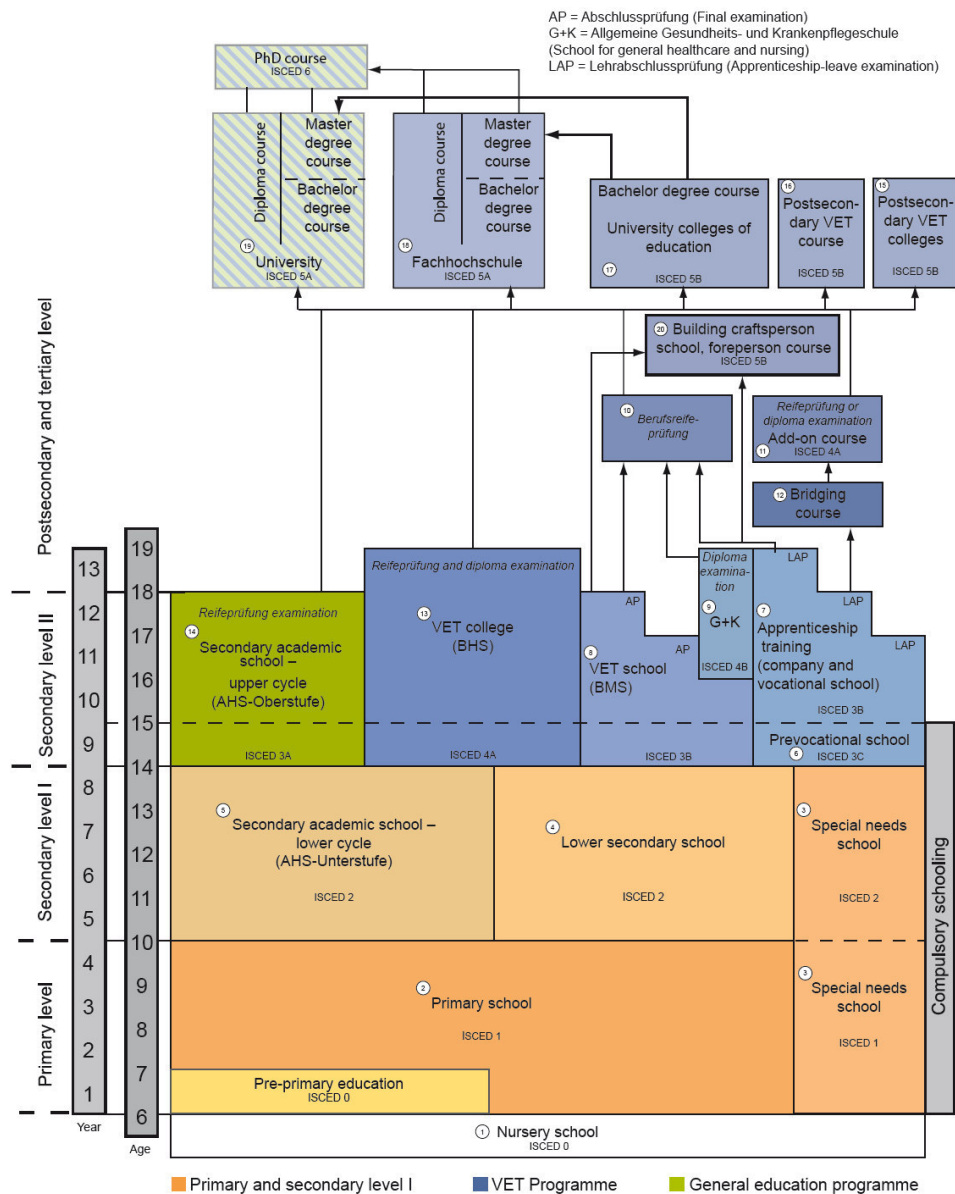 AP = Abschlussprüfung (Final examination)
G+K = Allgemeine Gesundheits- und Krankenpflegeschule
(School for general healthcare and nursing)
LAP = Lehrabschlussprüfung (Apprenticeship-leave examination)
PhD course
ISCED 6
Diploma course
Master
degree
course
Bachelor
degree
course
19
University
ISCED 5A
Diploma course
Master
degree
course
Bachelor
degree
course
18
Fachhochschule
ISCED 5A
Bachelor degree course
University colleges of
education
17
ISCED 5B
16
Postsecon-
dary VET
course
ISCED 5B
15
Postsecon-
dary VET
colleges
ISCED 5B
20
Building craftsperson
school, foreperson course
ISCED 5B
10
Berufsreife-
prüfung
Reifeprüfung or
diploma examination
Add-on course
11
ISCED 4A
12
Bridging
course
Postsecondary and tertiary level
Secondary level II
Secondary level I
Primary level
13
12
11
10
9
8
7
6
5
4
3
2
1
Year
19
18
17
16
15
14
13
12
11
10
9
8
7
6
Age
Reifeprüfung examination
14
Secondary academic
school –
upper cycle
(AHS-Oberstufe)
ISCED 3A
Reifeprüfung and diploma examination
13
VET college
(BHS)
ISCED 4A
AP
8
VET school
(BMS)
AP
ISCED 3B
Diploma
examina-
tion
9
G+K
ISCED 4B
LAP
LAP
LAP
7
Apprenticeship
training
(company and
vocational school)
ISCED 3B
Prevocational school
6
ISCED 3C
5
Secondary academic school –
lower cycle
(AHS-Unterstufe)
ISCED 2
4
Lower secondary school
ISCED 2
3
Special needs
school
ISCED 2
2
Primary school
ISCED 1
3
Special needs
school
ISCED 1
Pre-primary education
ISCED 0
1
Nursery school
ISCED 0
Compulsory schooling
Primary and secondary level I
VET Programme
General education programme